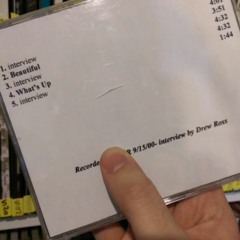 1. interview
2. Beautiful
3. interview
4. What's Up
5. interview
4:01
3:51
4:32
4:32
1:44
Recorde R 9/15/00- interview by Drew Ross